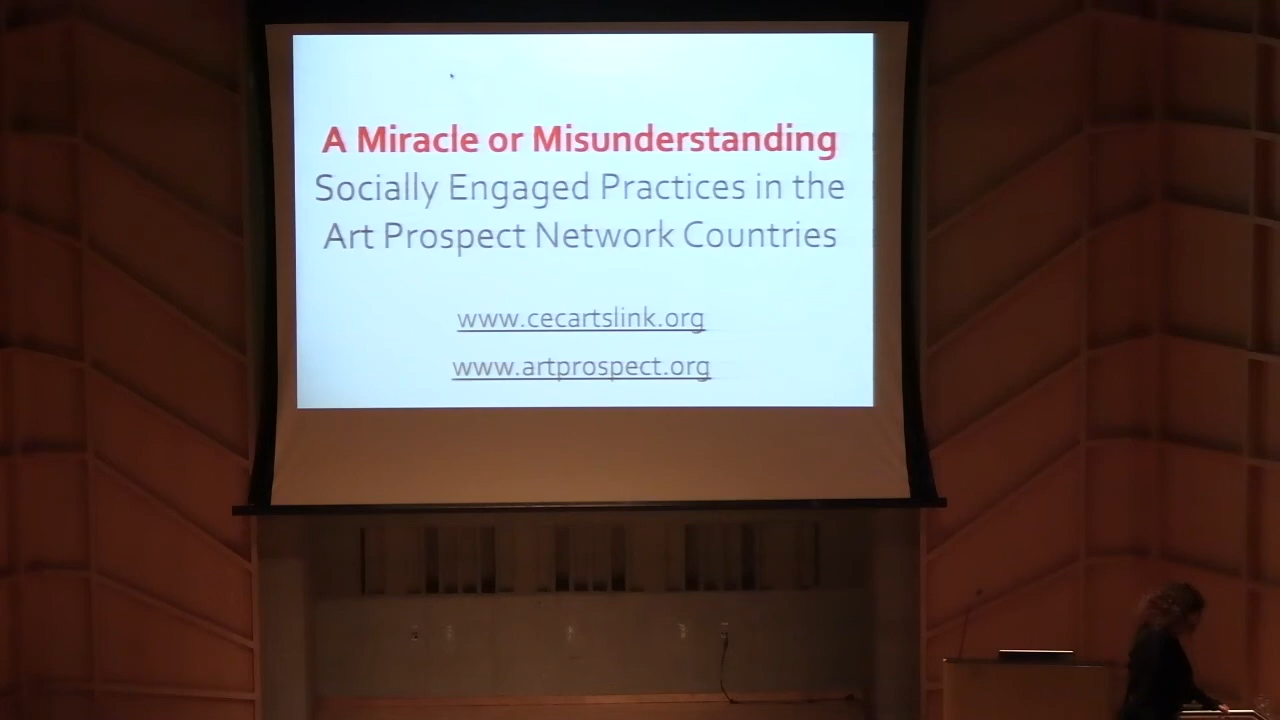 A Miracle or Misunderstanding
Socially Engaged Practices in the
Art Prospect Network Countries
www.cecartslink.org
www.artprospect.org